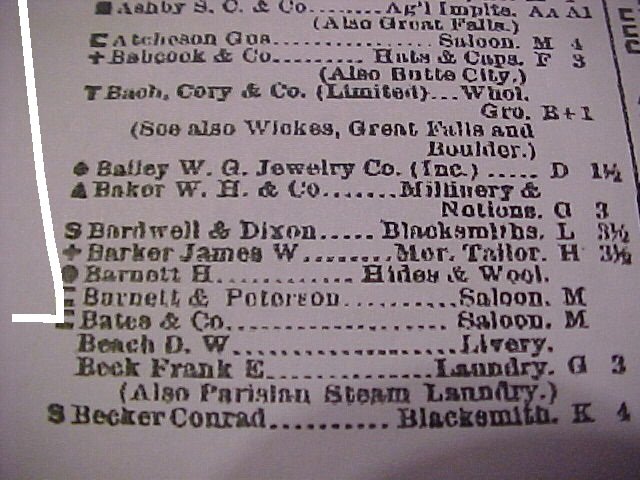 Ashby S. C. & Co......Ag'l Implts. AA A1
(Also Great Falls.)
E Atcheson Gus...............Saloon. M 4
+ Babcock & Co.........Hats & Caps. F 3
(Also Butte City.)
T Bach, Cory & Co. (Limited)...Whol.
Gro. B+1
(See also Wickes, Great Falls and
Boulder.)
Bailey W. G. Jewelry Co. (Inc.)..... D 1½
Baker W. H. & Co.......Millinery &
Notions. G 3
S Bardwell & Dixon.....Blacksmiths. L 3½
+ Barker James W........Mer. Tailor. H 3½
Barnett H............Hides & Wool.
E Burnett & Peterson..........Saloon. M
E Bates & Co...................Saloon. M
Beach D. W....................Livery.
Beck Frank E..............Laundry. G 3
(Also Parisian Steam Laundry.)
S Becker Conrad..........Blacksmith. K 4